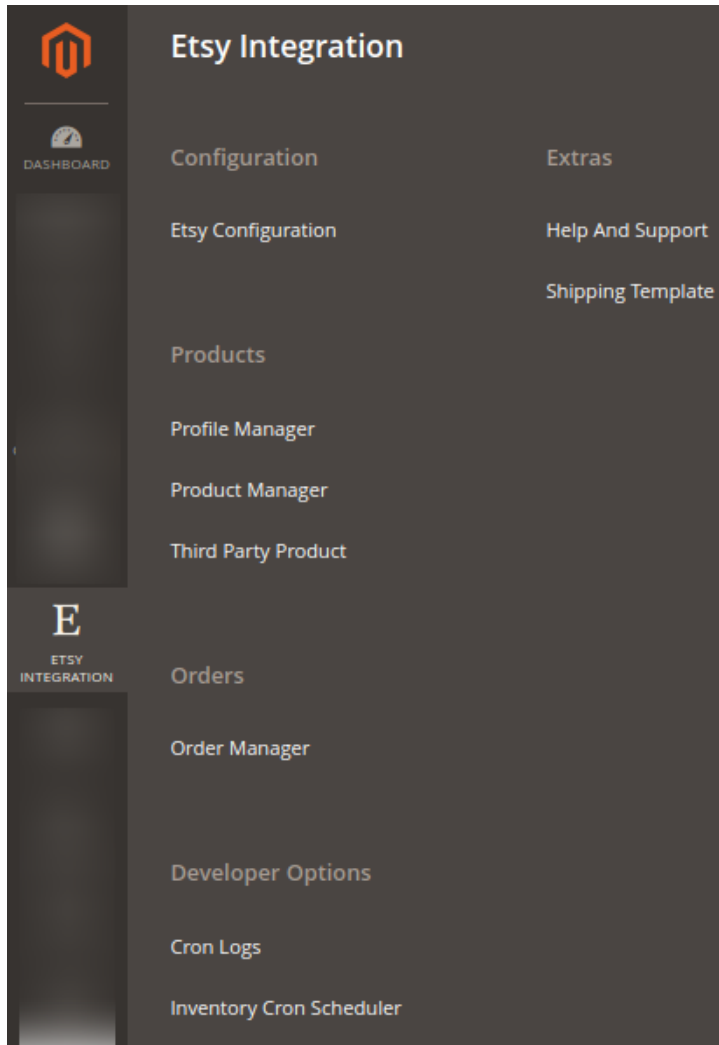 DASHBOARD
E
ETSY
INTEGRATION
Etsy Integration
Configuration
Etsy Configuration
Products
Profile Manager
Product Manager
Third Party Product
Orders
Order Manager
Developer Options
Cron Logs
Inventory Cron Scheduler
Extras
Help And Support
Shipping Template